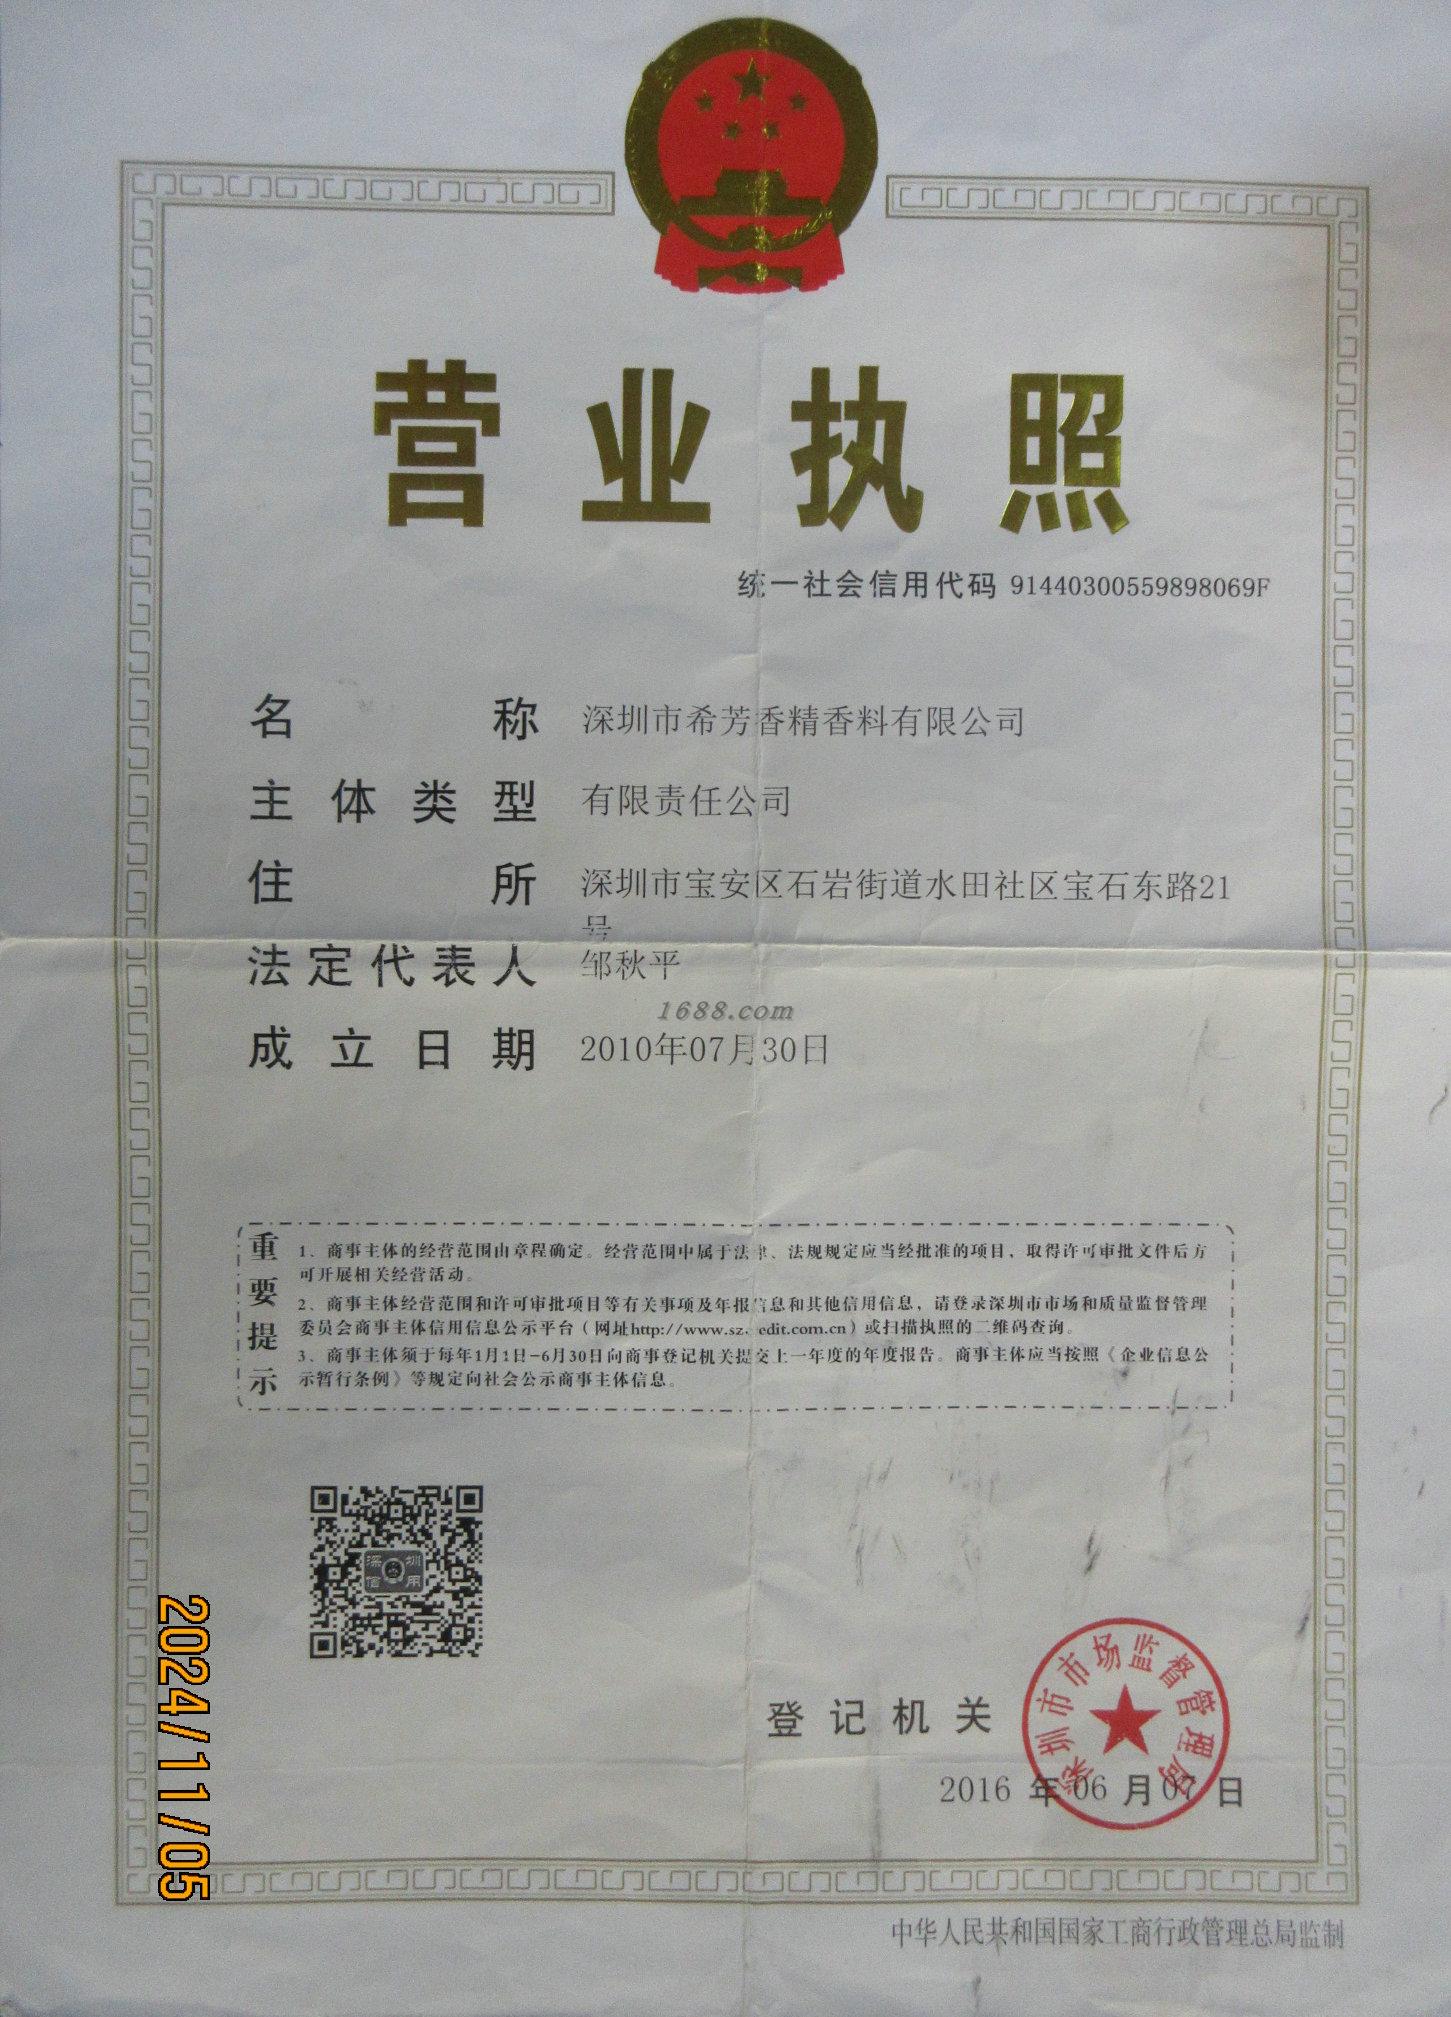 营业执照
统一社会信用代码 91440300559898069F
名称 深圳市希芳香精香料有限公司
主体类型 有限责任公司
住所 深圳市宝安区石岩街道水田社区宝石东路21
号
法定代表人 邹秋平
1688.com
成立日期 2010年07月30日
重要提示
1、商事主体的经营范围由章程确定。经营范围中属于法律、法规规定应当经批准的项目，取得许可审批文件后方
可开展相关经营活动。
2、商事主体经营范围和许可审批项目等有关事项及年报信息和其他信用信息，请登录深圳市市场和质量监督管理
委员会商事主体信用信息公示平台（网址http://www.szcredit.com.cn）或扫描执照的二维码查询。
3、商事主体须于每年1月1日-6月30日向商事登记机关提交上一年度的年度报告。商事主体应当按照《企业信息公
示暂行条例》等规定向社会公示商事主体信息。
深圳
信用
2024/11/05
登记机关
深圳市市场监督管理局
2016 年 06 月 07 日
中华人民共和国国家工商行政管理总局监制